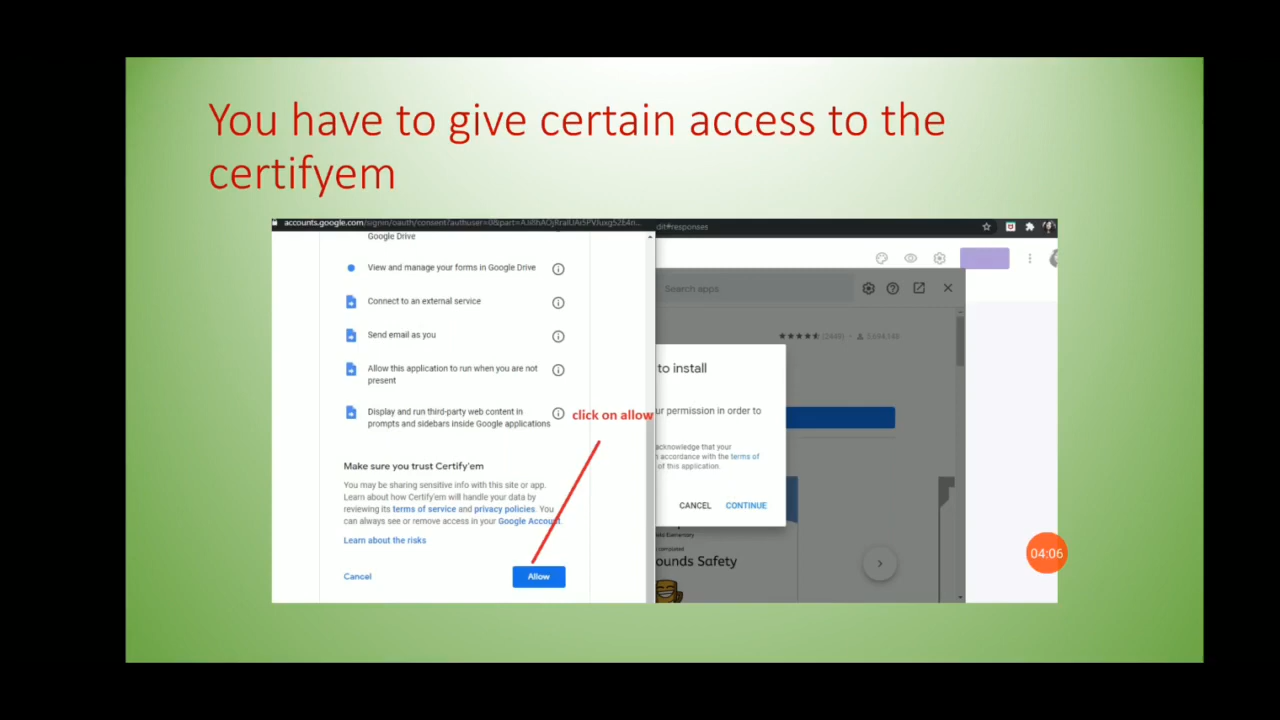 You have to give certain access to the
certifyem
Google Drive
View and manage your forms in Google Drive
Connect to an external service
Send email as you
Allow this application to run when you are not
present
Display and run third-party web content in
prompts and sidebars inside Google applications
click on allow
Make sure you trust Certify'em
You may be sharing sensitive info with this site or app.
Learn about how Certify'em will handle your data by
reviewing its terms of service and privacy policies. You
can always see or remove access in your Google Account.
Learn about the risks
Cancel
Allow
dit#responses
Search apps
to install
ur permission in order to
acknowledge that your
accordance with the terms of
of this application.
CANCEL
CONTINUE
Elementary
completed
ounds Safety
04:06